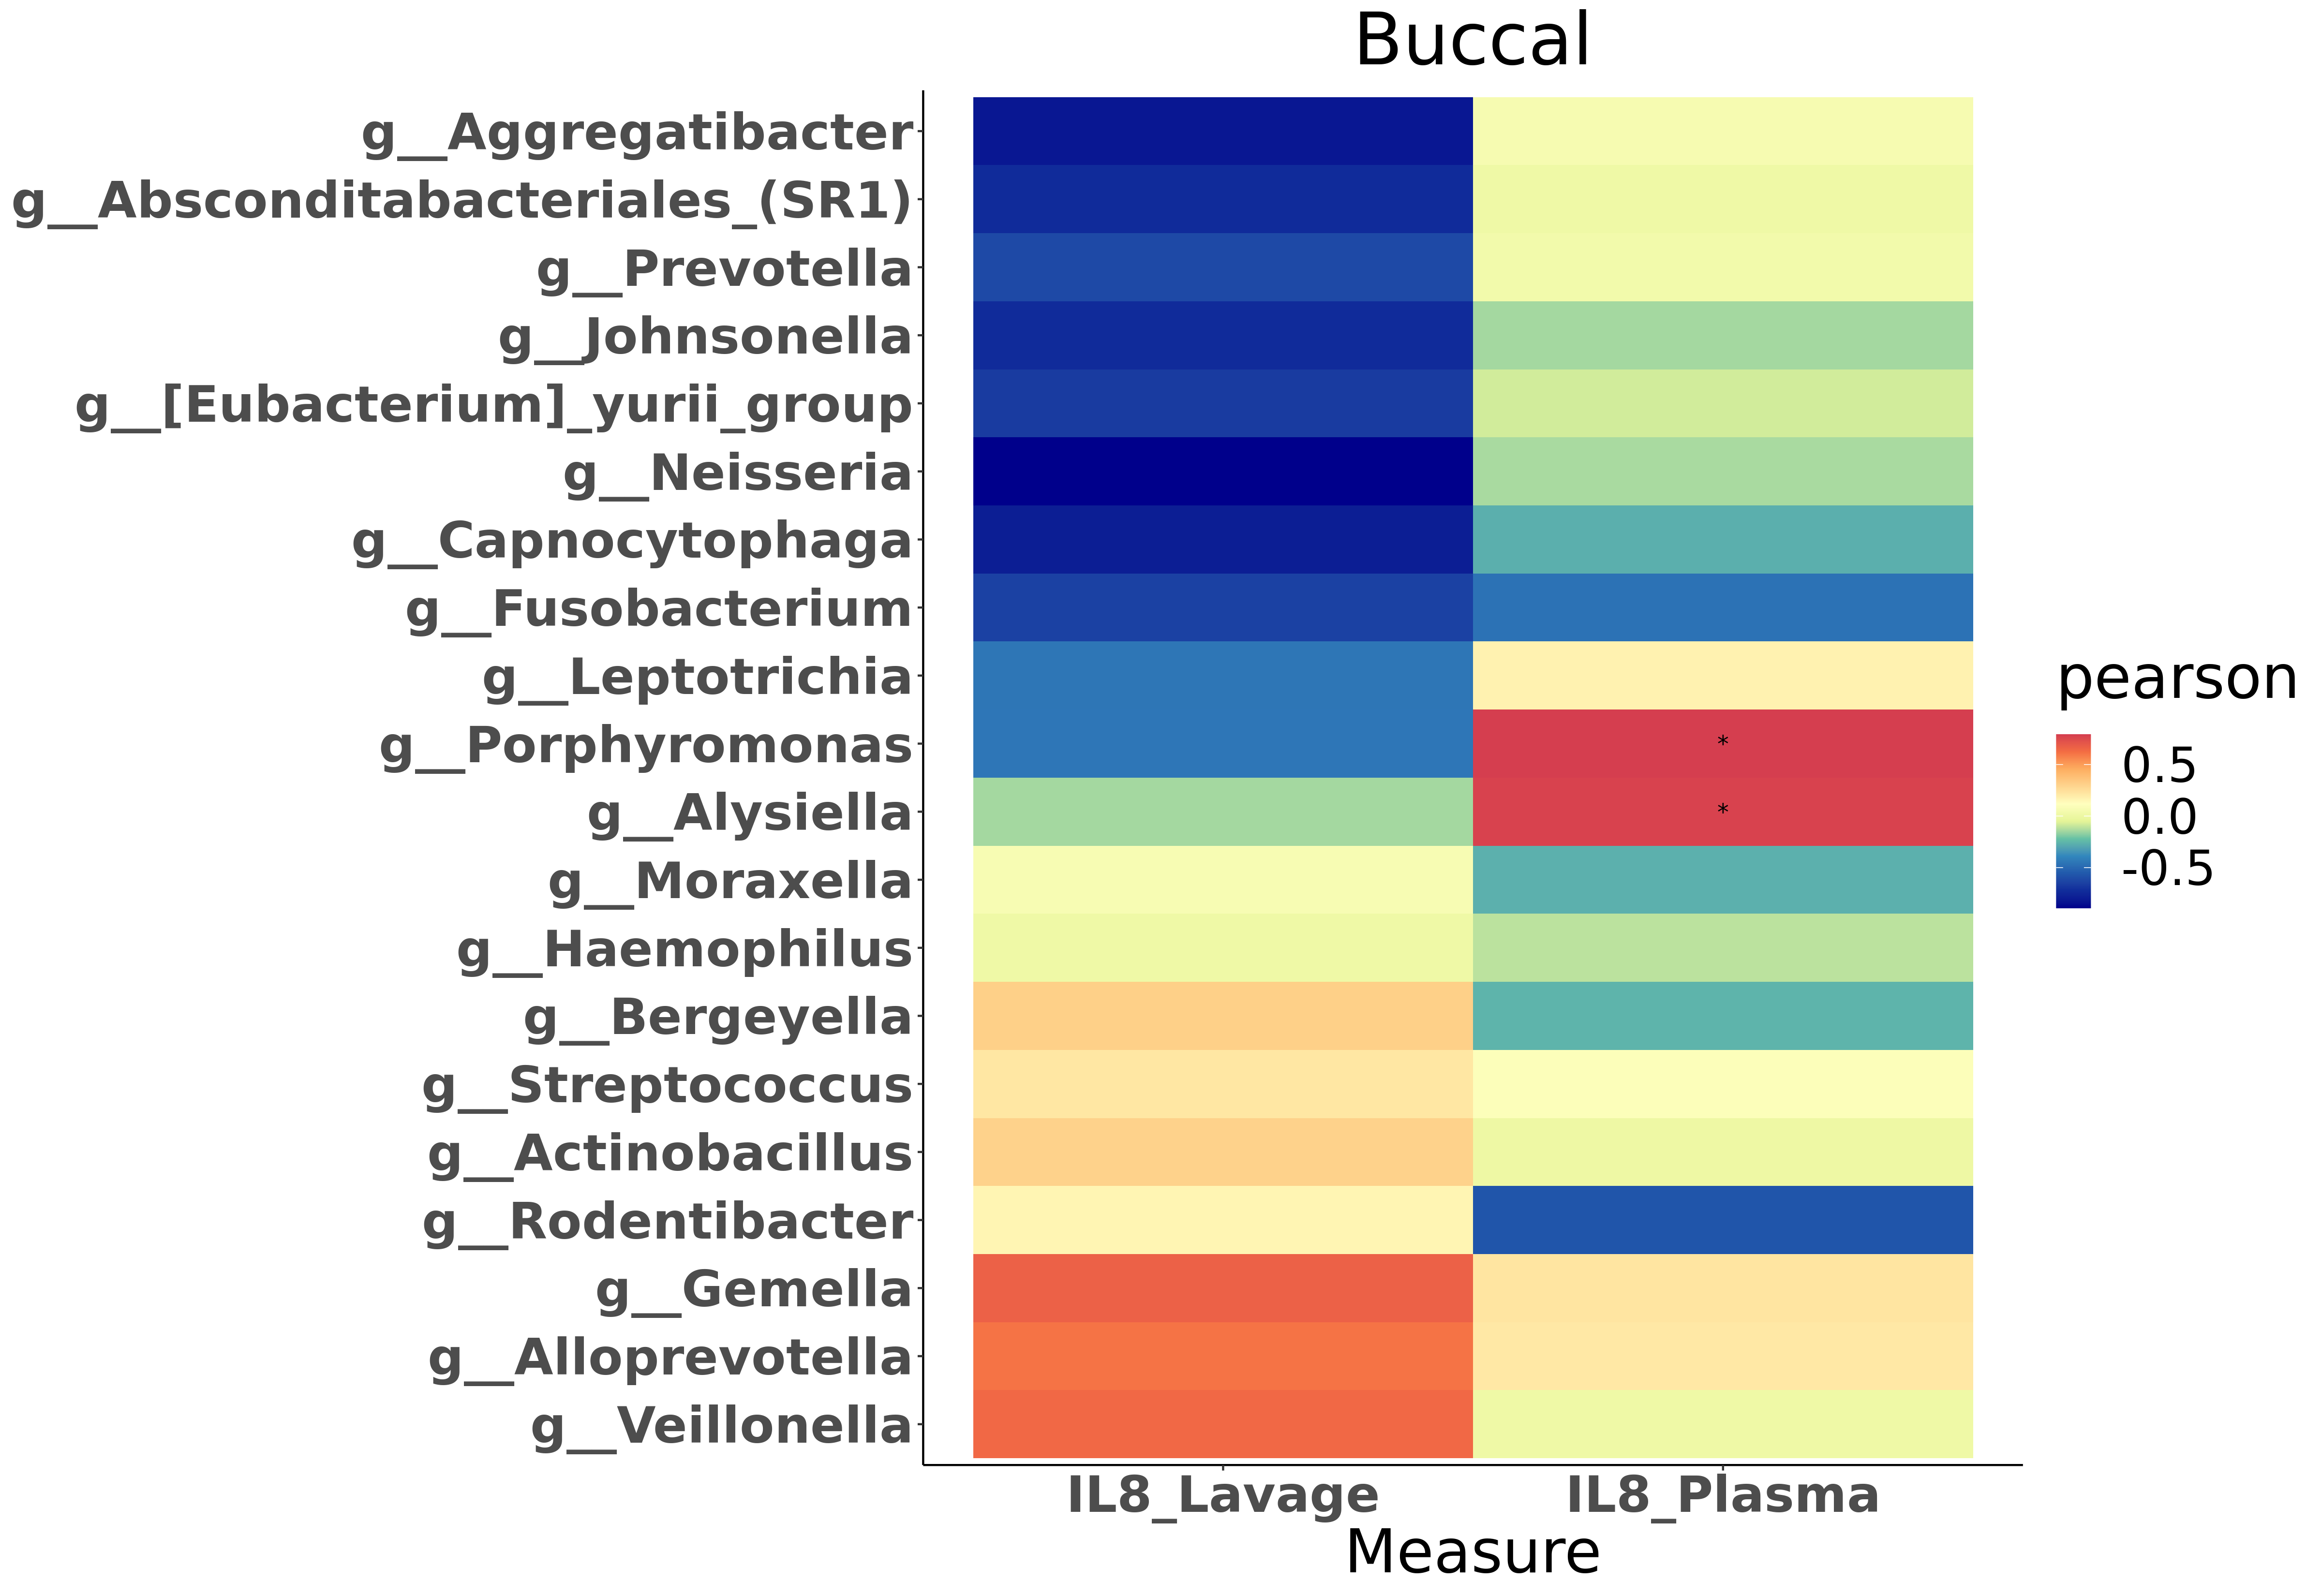 Buccal
g__Aggregatibacter
g__Absconditabacteriales_(SR1)
g__Prevotella
g__Johnsonella
g__[Eubacterium]_yurii_group
g__Neisseria
g__Capnocytophaga
g__Fusobacterium
g__Leptotrichia
g__Porphyromonas
*
g__Alysiella
*
g__Moraxella
g__Haemophilus
g__Bergeyella
g__Streptococcus
g__Actinobacillus
g__Rodentibacter
g__Gemella
g__Alloprevotella
g__Veillonella
IL8_Lavage
IL8_Plasma
Measure
pearson
0.5
0.0
-0.5